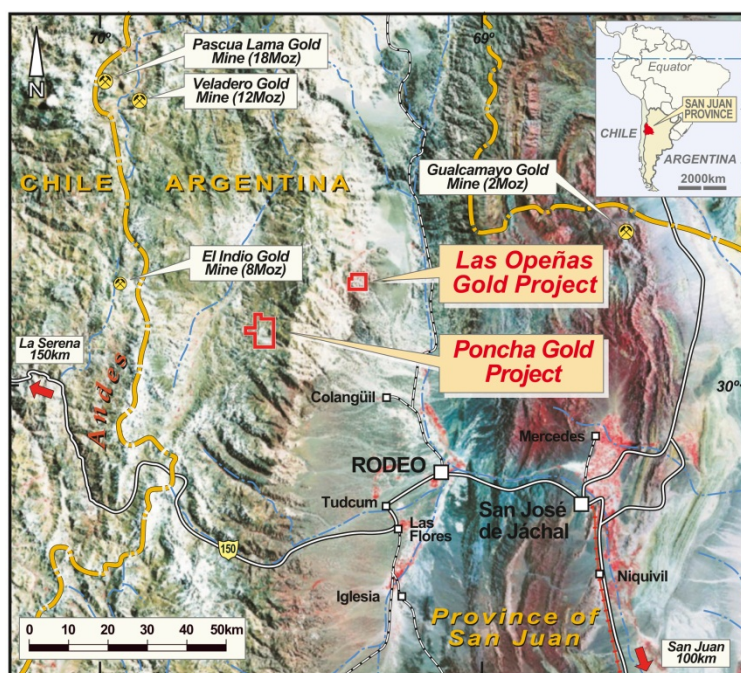 70º
69º
N
Pascua Lama Gold
Mine (18Moz)
Veladero Gold
Mine (12Moz)
Equator
SAN JUAN
PROVINCE
CHILE
ARGENTINA
2000km
CHILE
ARGENTINA
Gualcamayo Gold
Mine (2Moz)
El Indio Gold
Mine (8Moz)
Las Opeñas
Gold Project
La Serena
150km
Poncha Gold
Project
Andes
30º
Colangüil
Mercedes
RODEO
San José
de Jáchal
Tudcum
Las
Flores
150
Niquivil
Iglesia
Province of
San Juan
0 10 20 30 40 50km
San Juan
100km